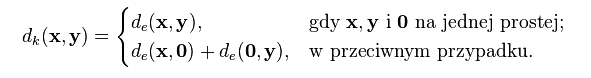 d_e(x, y), gdy x, y i 0 na jednej prostej;
d_k(x, y) = {
d_e(x, 0) + d_e(0, y), w przeciwnym przypadku.